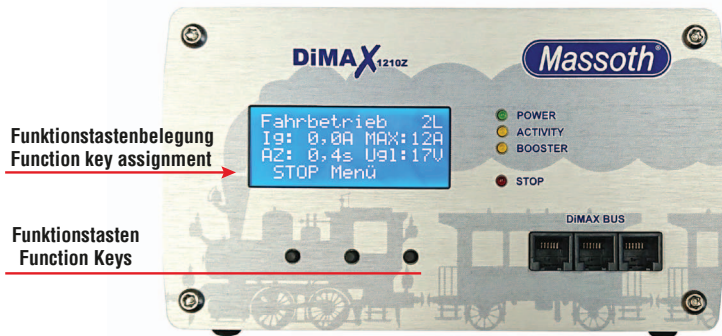 DiMAX 1210Z
Massoth®
Fahrbetrieb 2L
Ig: 0,0A MAX:12A
AZ: 0,4s Ugl:17V
STOP Menü
POWER
ACTIVITY
BOOSTER
STOP
Funktionstastenbelegung
Function key assignment
DiMAX BUS
Funktionstasten
Function Keys